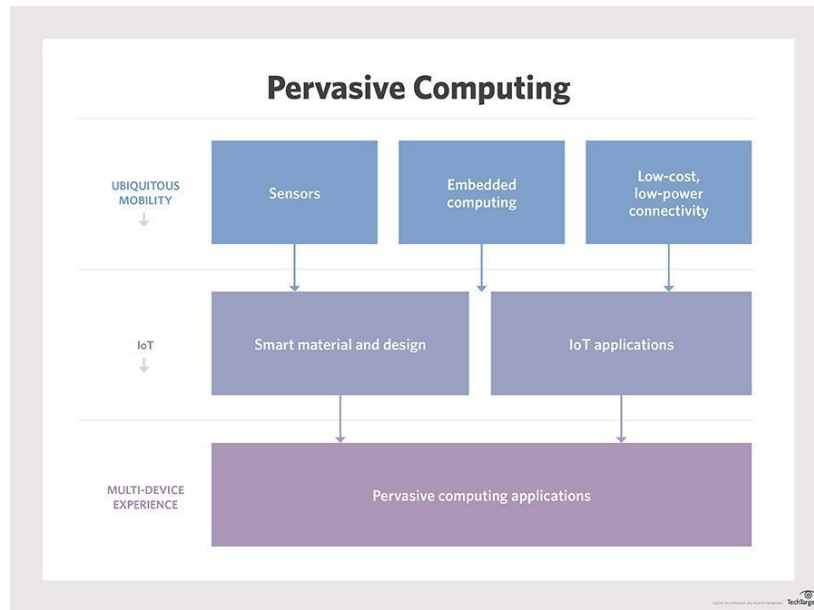 Pervasive Computing
UBIQUITOUS
MOBILITY
Sensors
Embedded
computing
Low-cost,
low-power
connectivity
IoT
Smart material and design
IoT applications
MULTI-DEVICE
EXPERIENCE
Pervasive computing applications